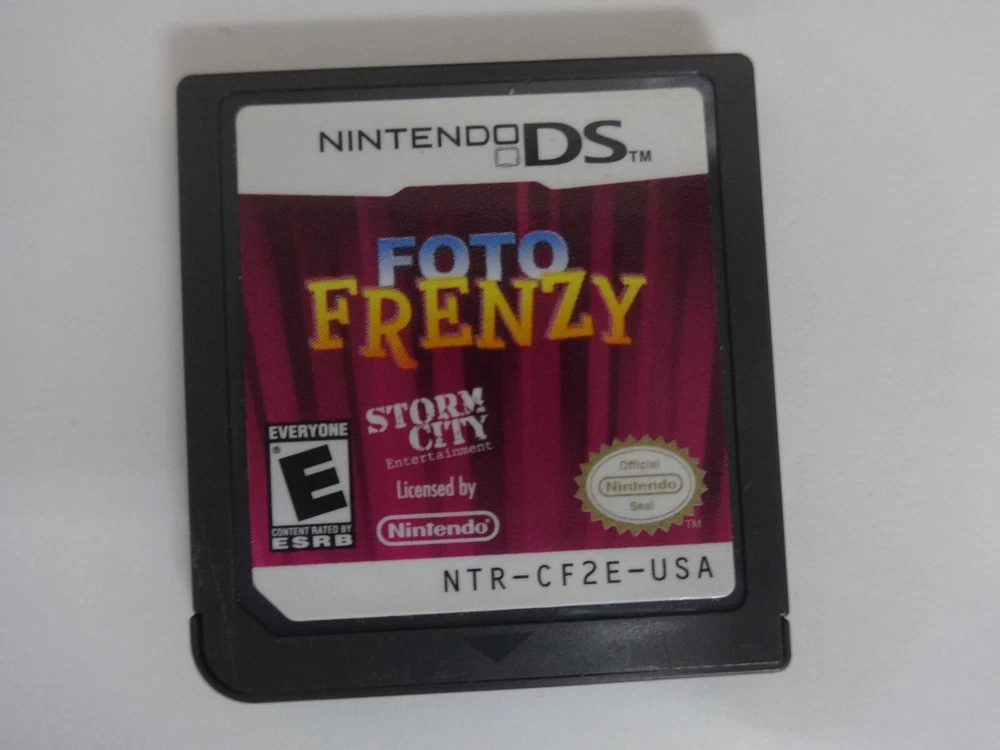 NINTENDO DS™
FOTO
FRENZY
STORM
CITY
Entertainment
EVERYONE
®
E
CONTENT RATED BY
ESRB
Licensed by
Nintendo®
Official
Nintendo
Seal
TM
NTR-CF2E-USA